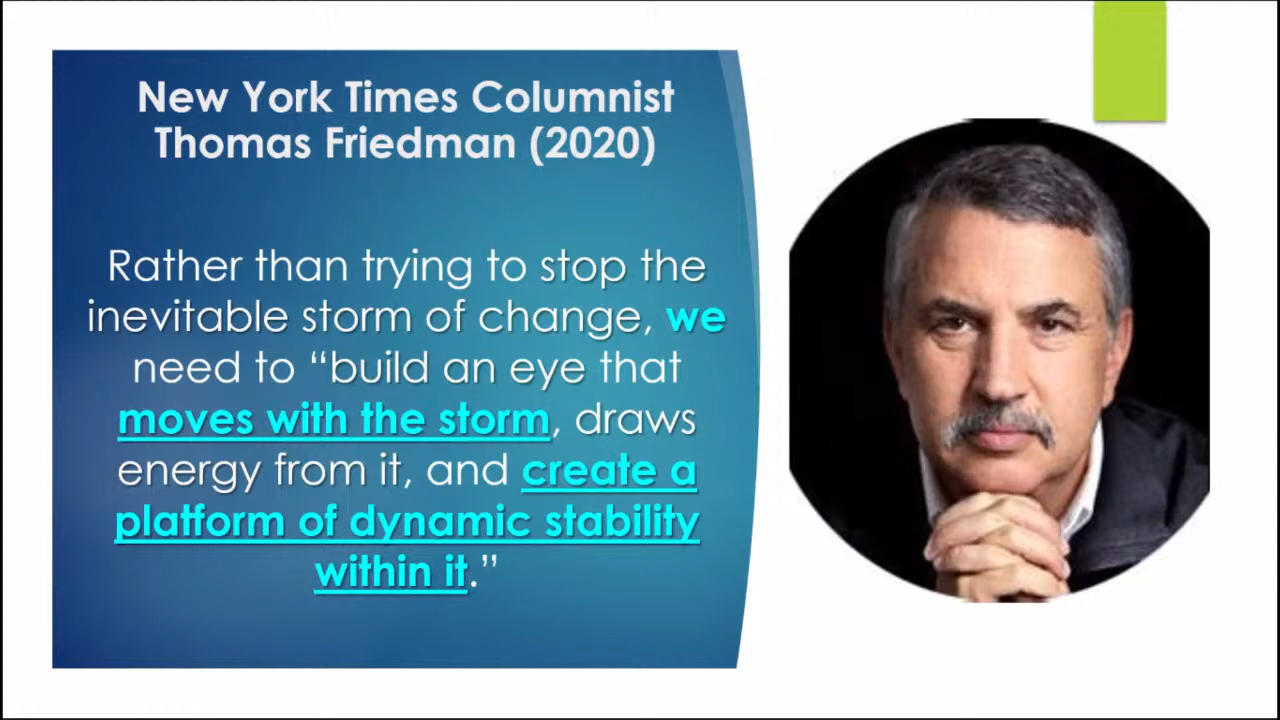 New York Times Columnist
Thomas Friedman (2020)
Rather than trying to stop the
inevitable storm of change, we
need to “build an eye that
moves with the storm, draws
energy from it, and create a
platform of dynamic stability
within it.”